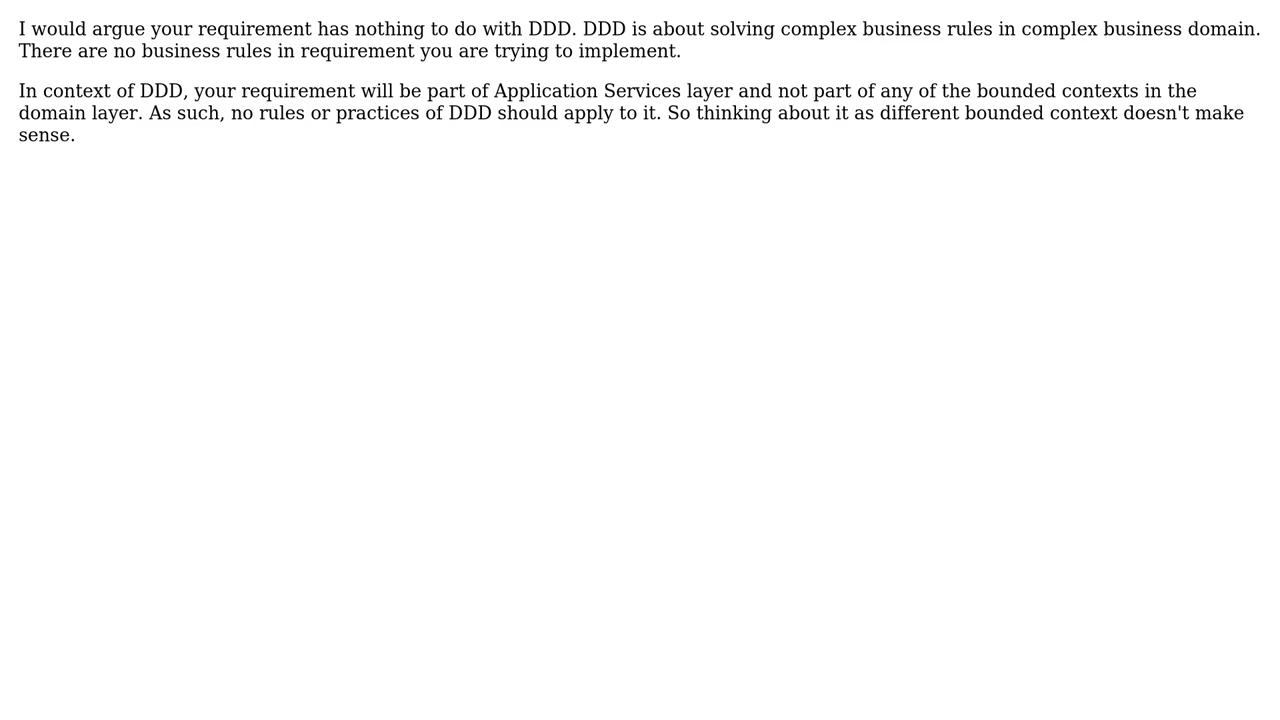 I would argue your requirement has nothing to do with DDD. DDD is about solving complex business rules in complex business domain.
There are no business rules in requirement you are trying to implement.
In context of DDD, your requirement will be part of Application Services layer and not part of any of the bounded contexts in the
domain layer. As such, no rules or practices of DDD should apply to it. So thinking about it as different bounded context doesn't make
sense.